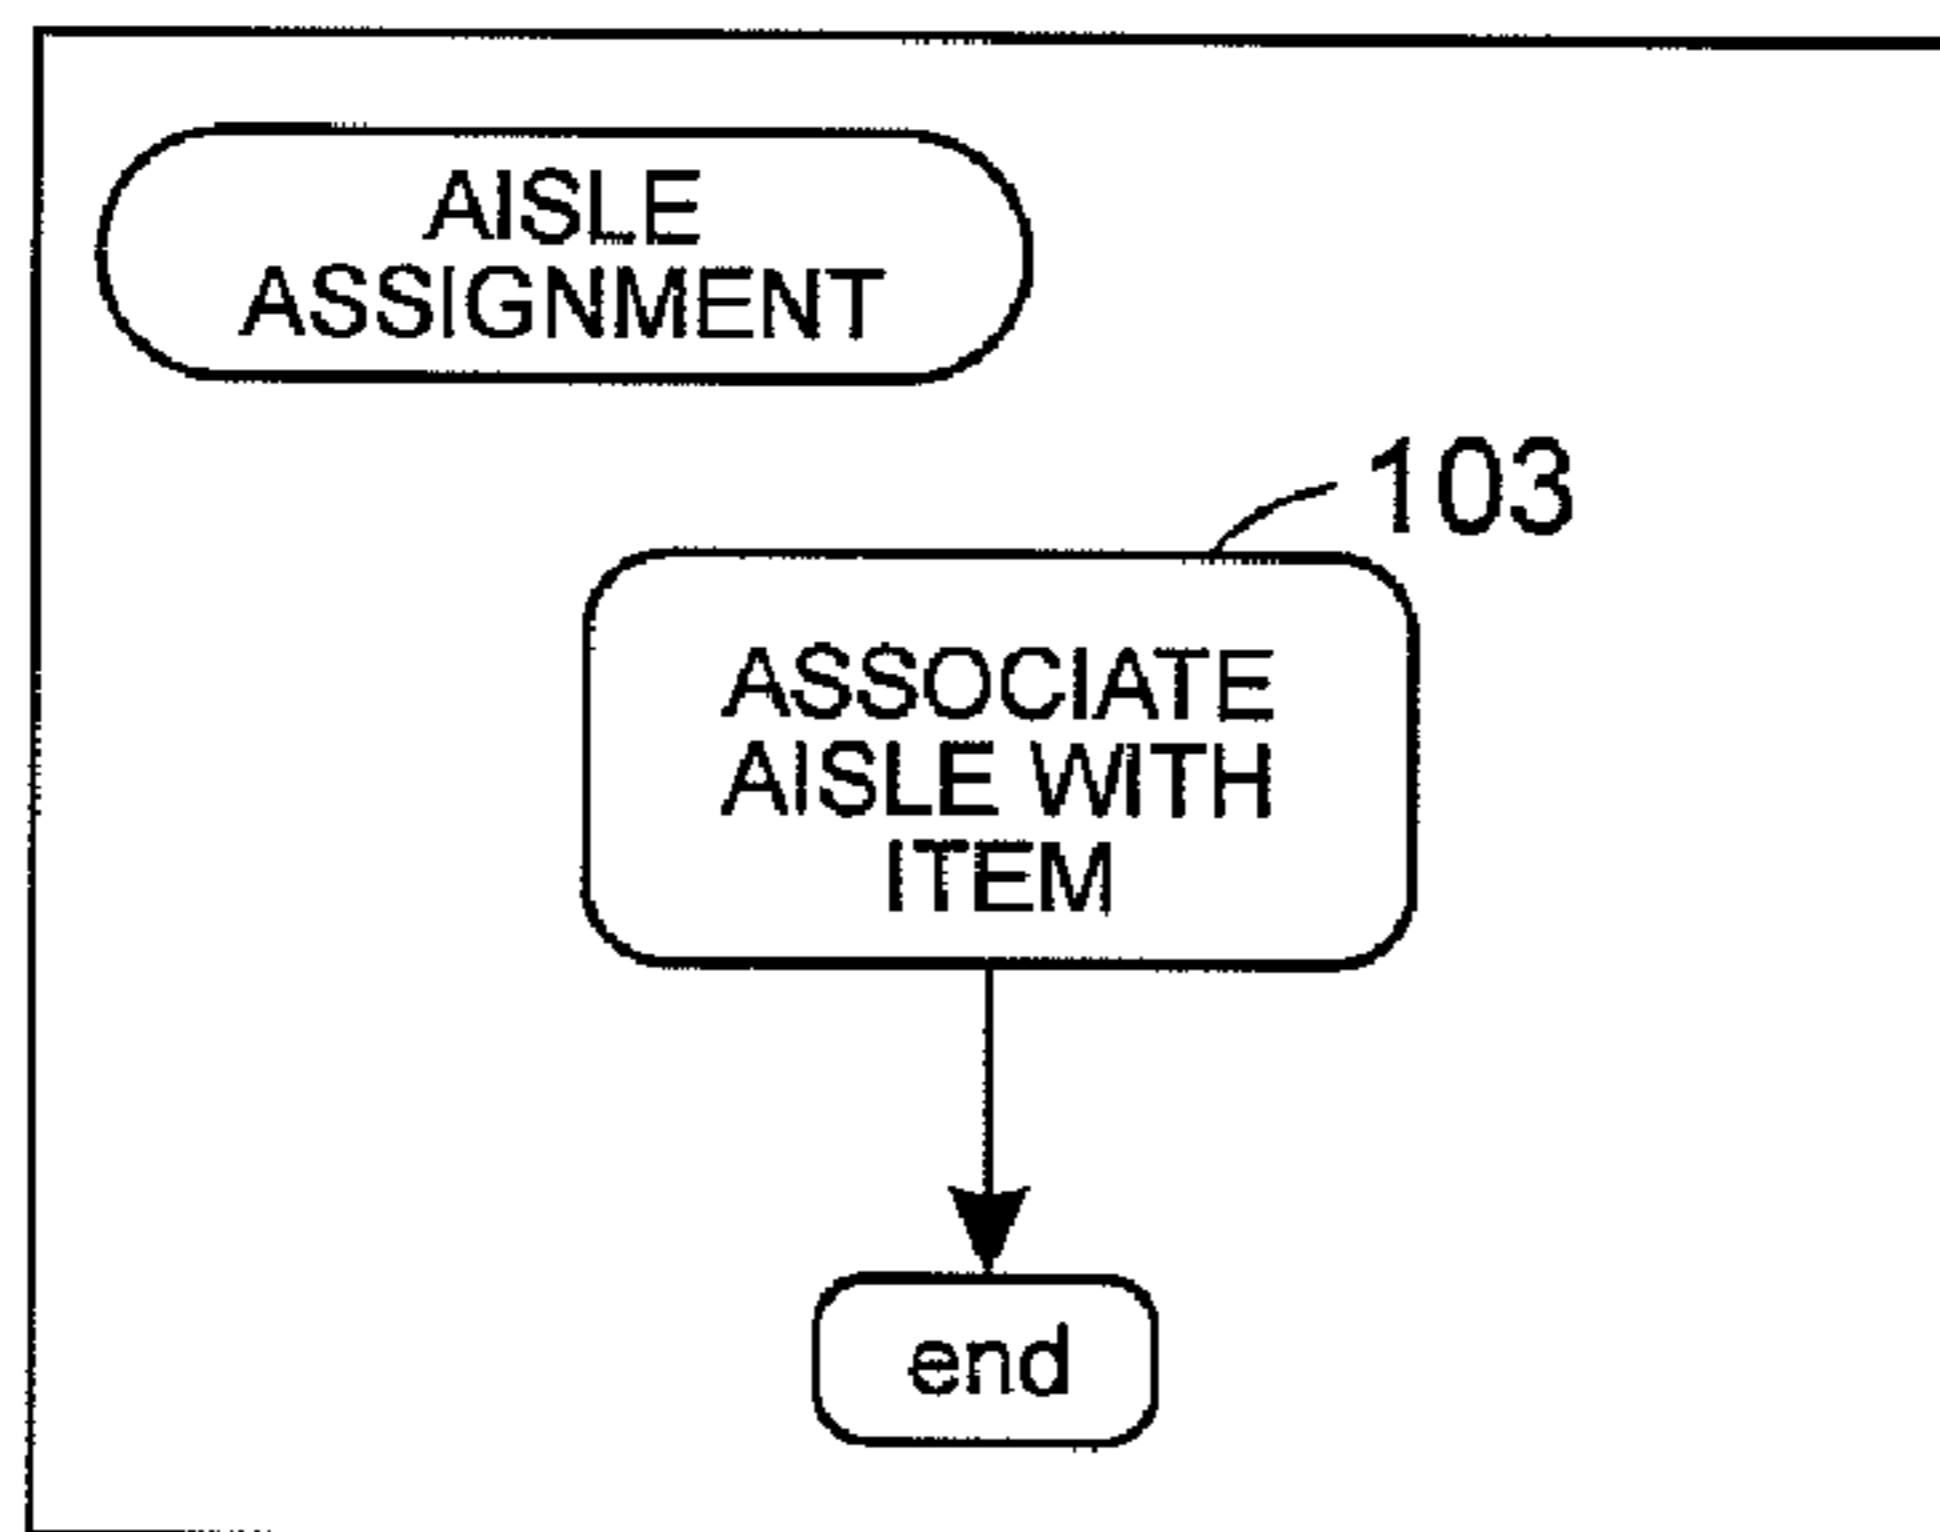 AISLE
ASSIGNMENT
103
ASSOCIATE
AISLE WITH
ITEM
end